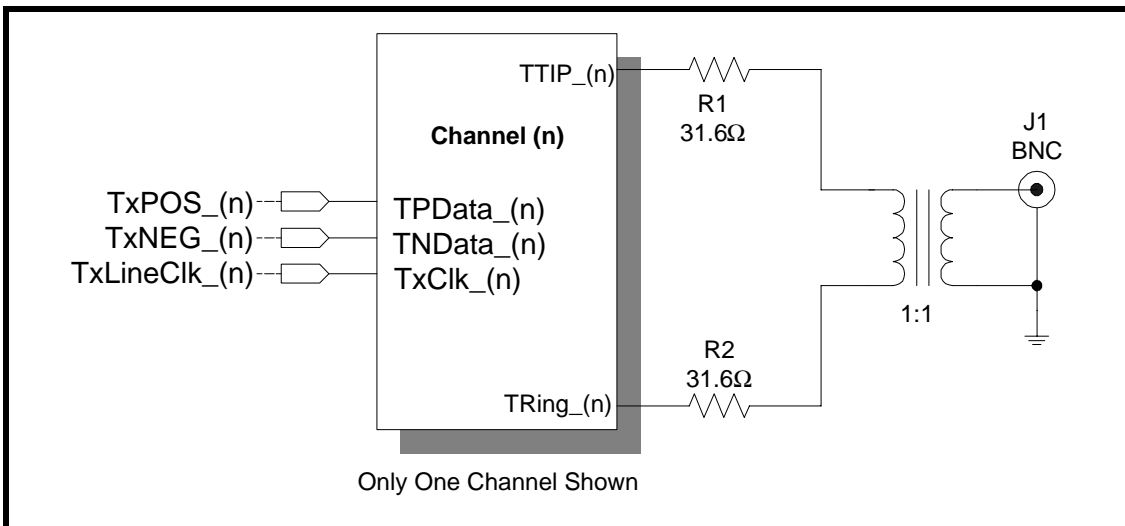 TTIP_(n)
R1
31.6Ω
Channel (n)
J1
BNC
TxPOS_(n)
TPData_(n)
TxNEG_(n)
TNData_(n)
TxLineClk_(n)
TxClk_(n)
1:1
R2
31.6Ω
TRing_(n)
Only One Channel Shown